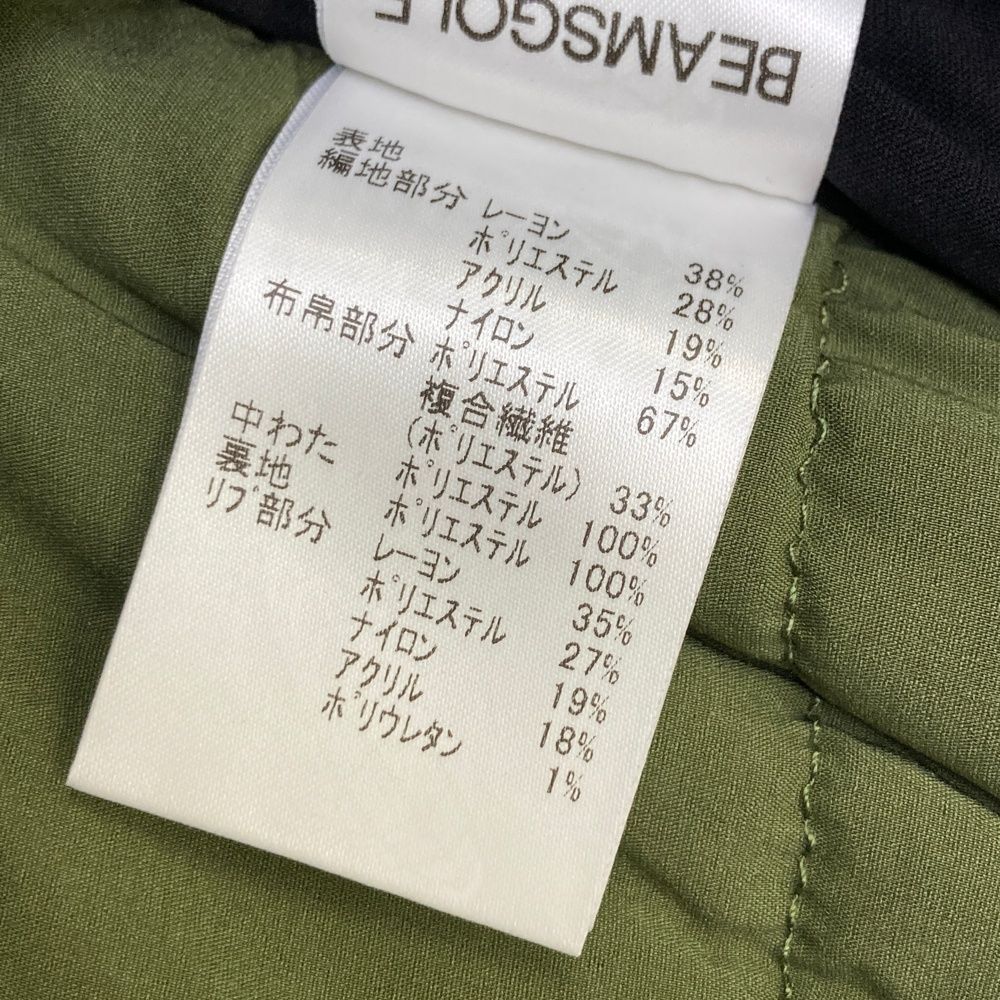 BEAMSGOLF
表地
編地部分 レーヨン 38%
ポリエステル 28%
アクリル 19%
ナイロン 15%
布帛部分 ポリエステル 67%
複合繊維
(ポリエステル) 33%
中わた ポリエステル 100%
裏地 ポリエステル 100%
リブ部分 レーヨン 35%
ポリエステル 27%
ナイロン 19%
アクリル 18%
ポリウレタン 1%